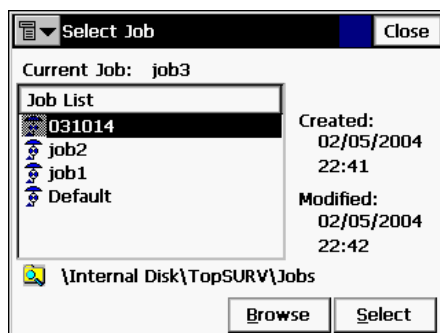 Select Job
Close
Current Job: job3
Job List
031014
job2
job1
Default
Created:
02/05/2004
22:41
Modified:
02/05/2004
22:42
\Internal Disk\TopSURV\Jobs
Browse
Select